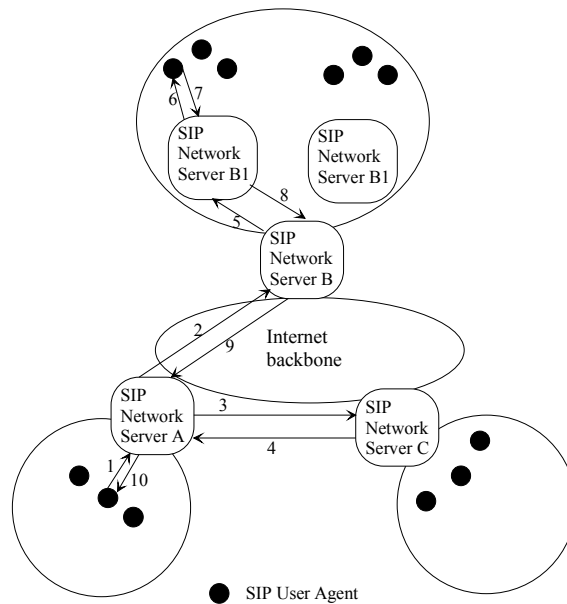 6
7
SIP
Network
Server B1
SIP
Network
Server B1
8
5
SIP
Network
Server B
2
9
Internet
backbone
SIP
Network
Server A
3
4
SIP
Network
Server C
1
10
SIP User Agent